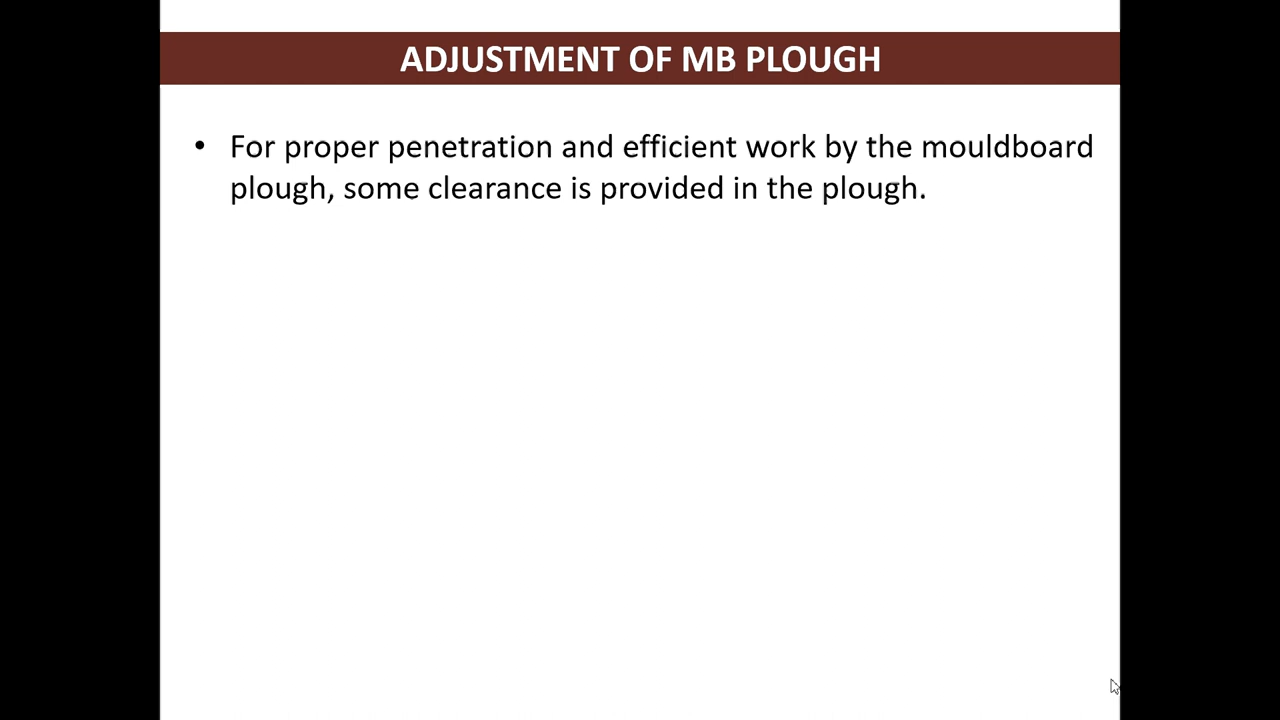 ADJUSTMENT OF MB PLOUGH
• For proper penetration and efficient work by the mouldboard
plough, some clearance is provided in the plough.